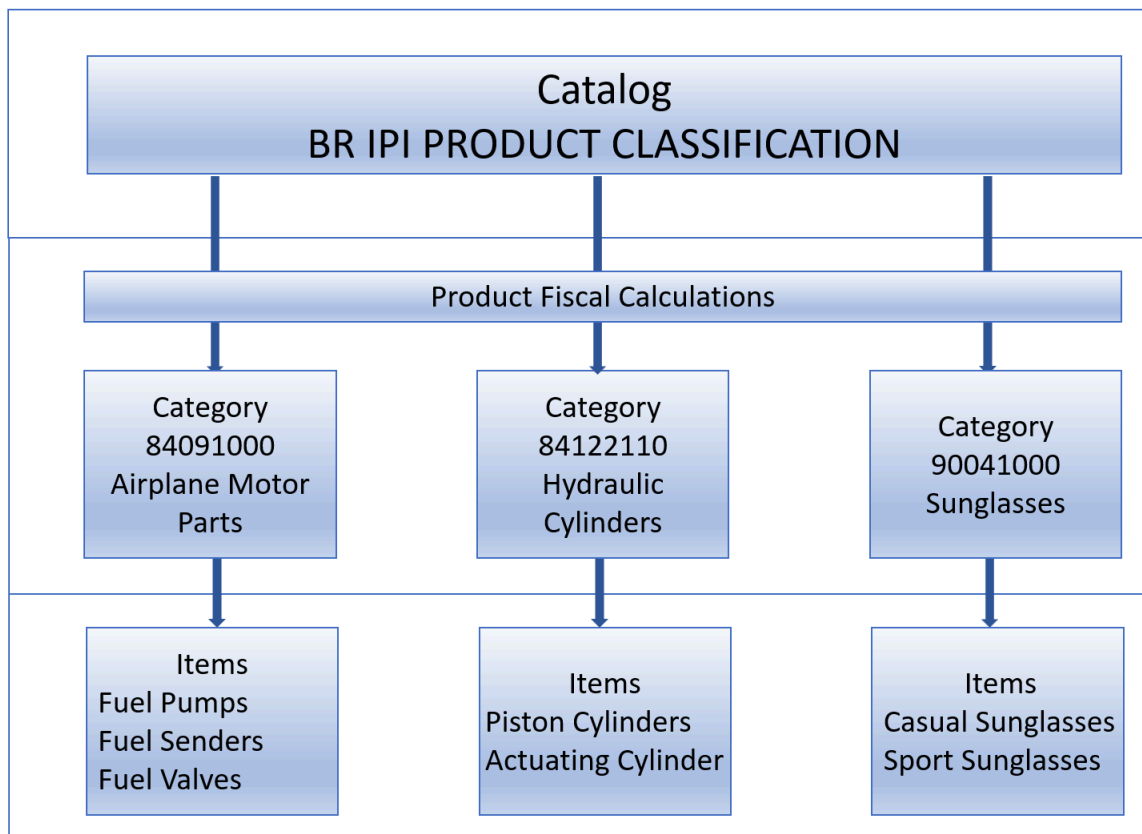 Catalog
BR IPI PRODUCT CLASSIFICATION
Product Fiscal Calculations
Category
84091000
Airplane Motor
Parts
Category
84122110
Hydraulic
Cylinders
Category
90041000
Sunglasses
Items
Fuel Pumps
Fuel Senders
Fuel Valves
Items
Piston Cylinders
Actuating Cylinder
Items
Casual Sunglasses
Sport Sunglasses